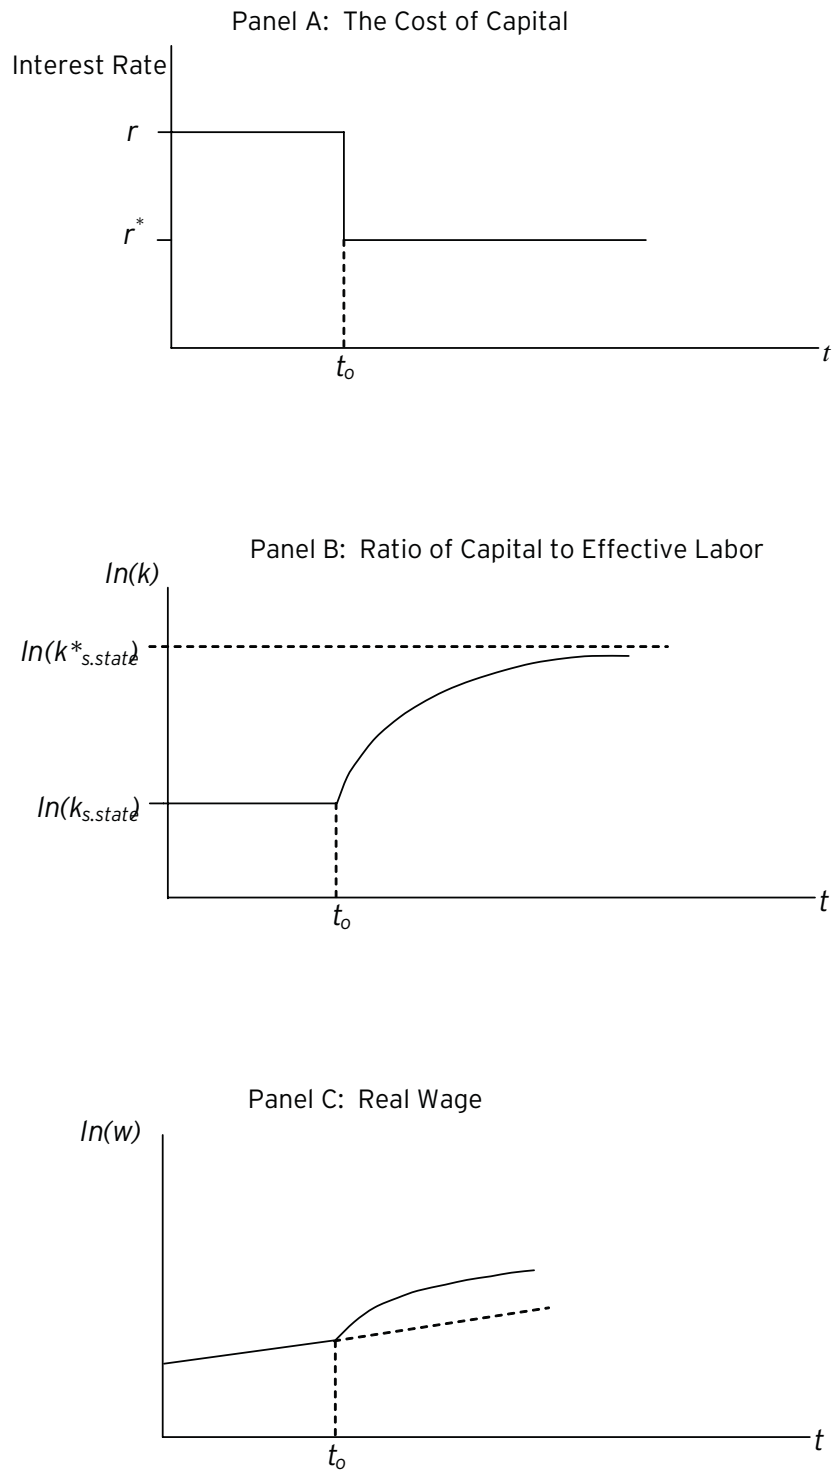 Panel A: The Cost of Capital
Interest Rate
r
r*
t
to
Panel B: Ratio of Capital to Effective Labor
ln(k)
ln(k*s.state)
ln(ks.state)
t
to
Panel C: Real Wage
ln(w)
t
to